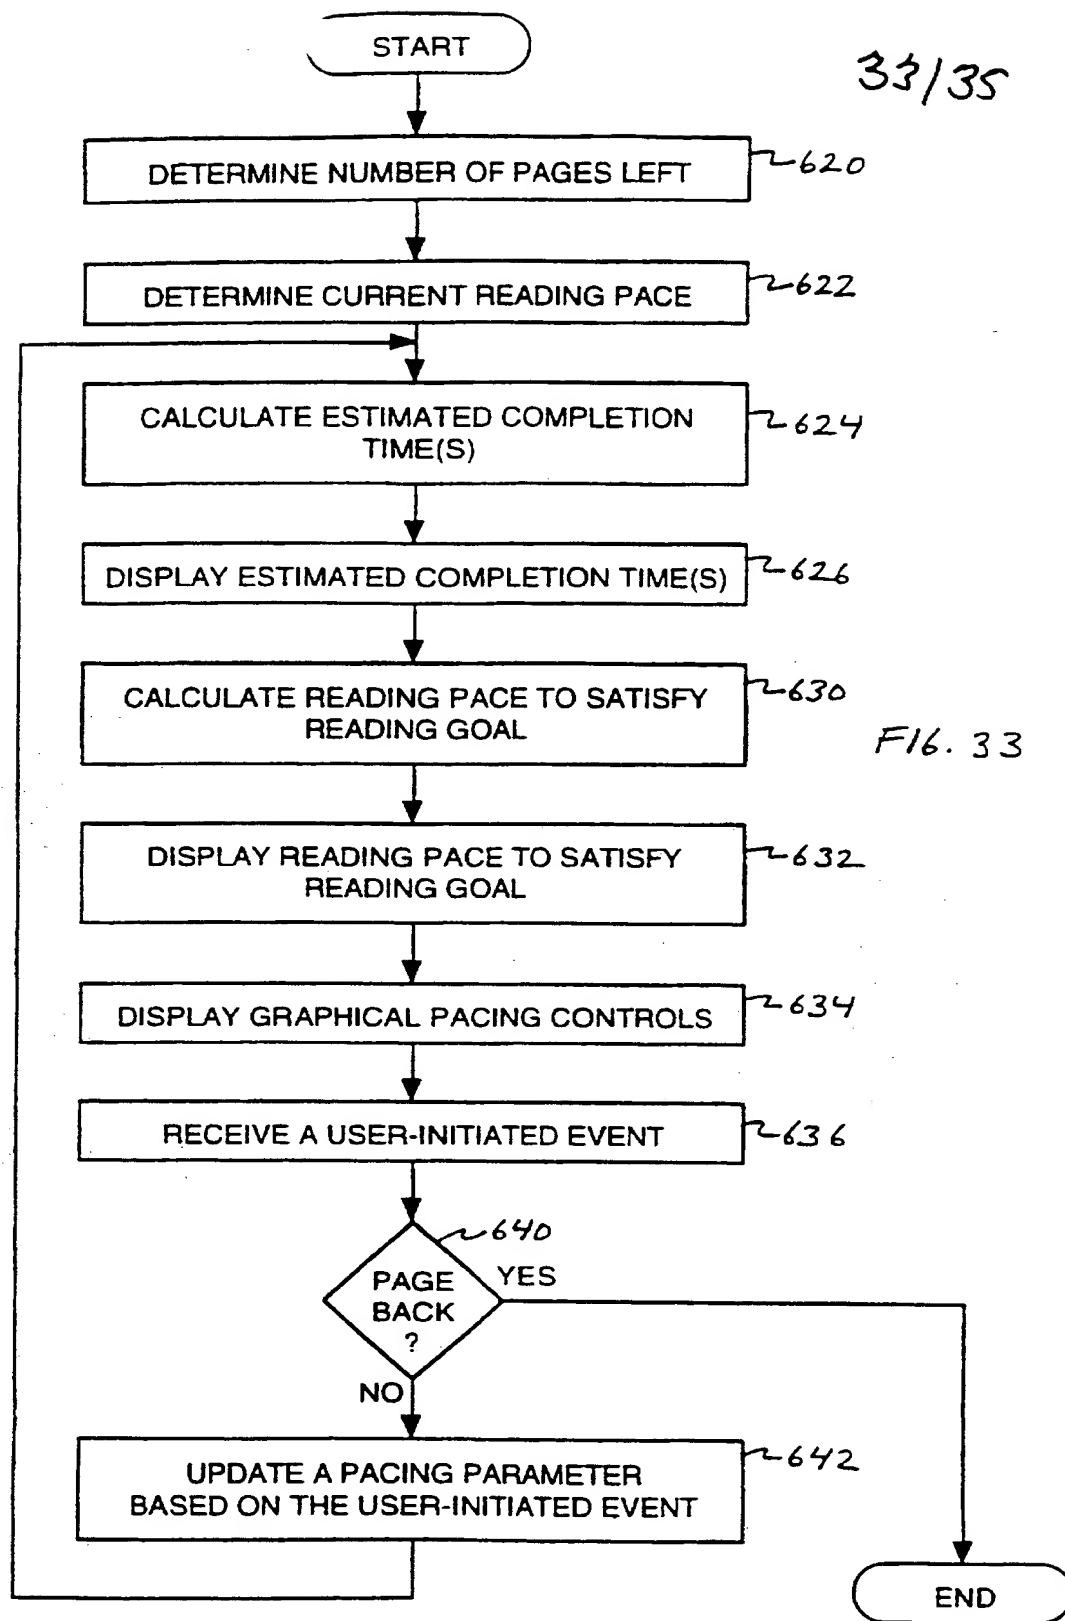 START
33/35
DETERMINE NUMBER OF PAGES LEFT
620
DETERMINE CURRENT READING PACE
622
CALCULATE ESTIMATED COMPLETION
TIME(S)
624
DISPLAY ESTIMATED COMPLETION TIME(S)
626
CALCULATE READING PACE TO SATISFY
READING GOAL
630
FIG. 33
DISPLAY READING PACE TO SATISFY
READING GOAL
632
DISPLAY GRAPHICAL PACING CONTROLS
634
RECEIVE A USER-INITIATED EVENT
636
640
PAGE
BACK
?
YES
NO
UPDATE A PACING PARAMETER
BASED ON THE USER-INITIATED EVENT
642
END